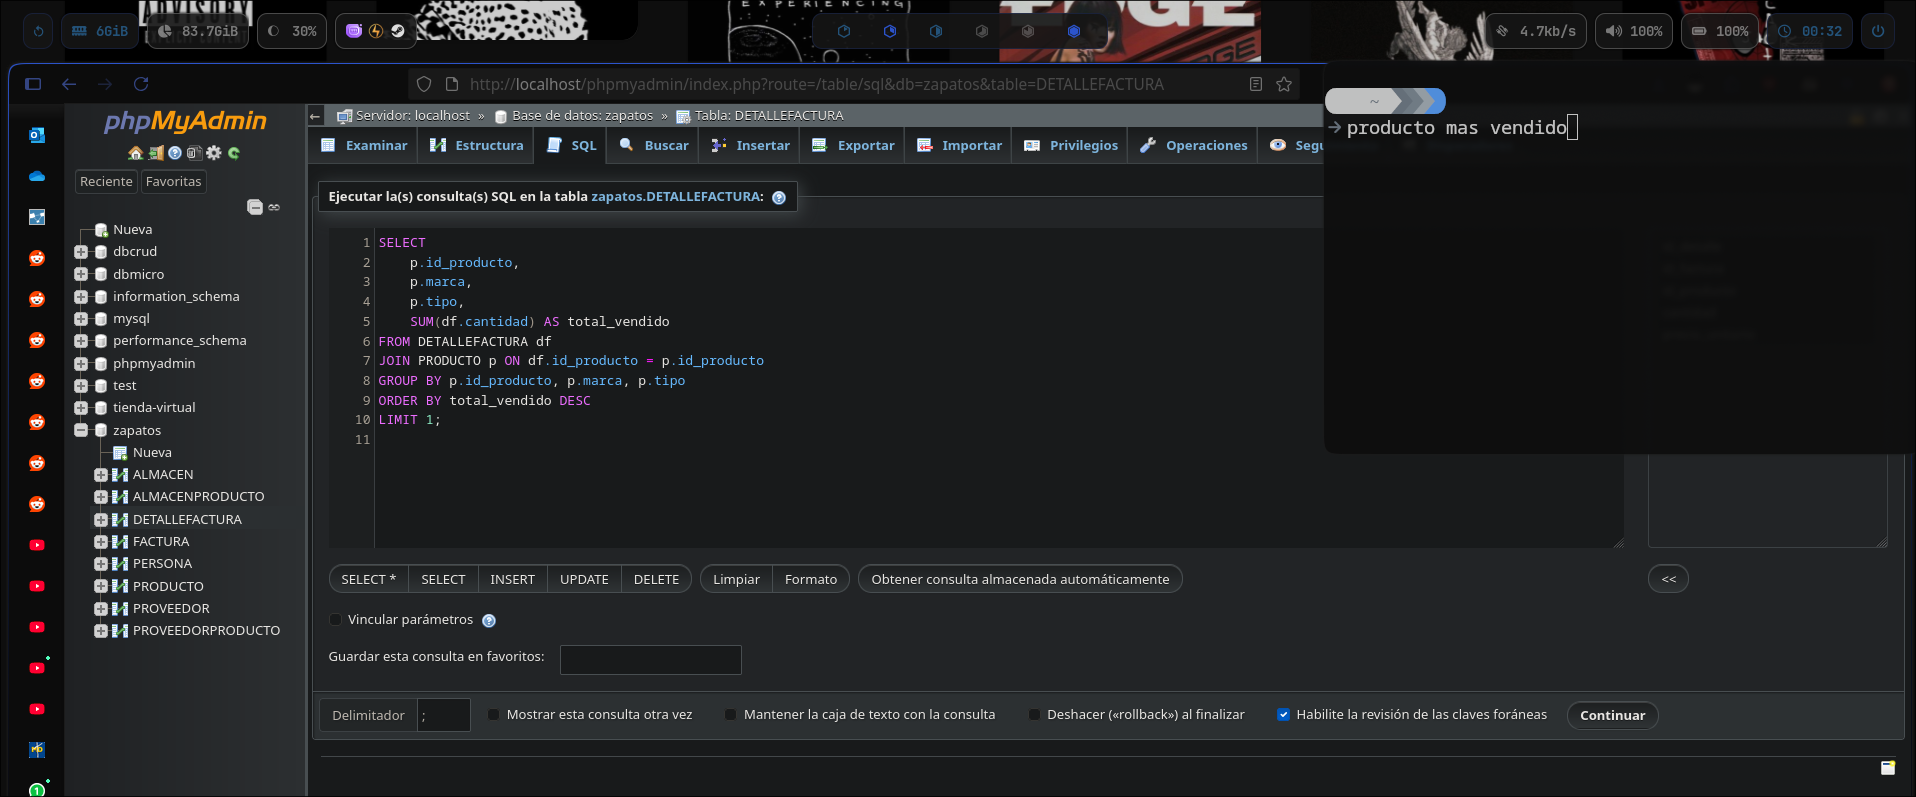 ADVISORY
EXPERIENCING
EDGE
6GiB
83.7GiB
30%
4.7kb/s
100%
100%
00:32
http://localhost/phpmyadmin/index.php?route=/table/sql&db=zapatos&table=DETALLEFACTURA
phpMyAdmin
Reciente
Favoritas
Nueva
dbcrud
dbmicro
information_schema
mysql
performance_schema
phpmyadmin
test
tienda-virtual
zapatos
Nueva
ALMACEN
ALMACENPRODUCTO
DETALLEFACTURA
FACTURA
PERSONA
PRODUCTO
PROVEEDOR
PROVEEDORPRODUCTO
Servidor: localhost » Base de datos: zapatos » Tabla: DETALLEFACTURA
Examinar Estructura SQL Buscar Insertar Exportar Importar Privilegios Operaciones Segu
~
producto mas vendido
Ejecutar la(s) consulta(s) SQL en la tabla zapatos.DETALLEFACTURA:
1 SELECT
2 p.id_producto,
3 p.marca,
4 p.tipo,
5 SUM(df.cantidad) AS total_vendido
6 FROM DETALLEFACTURA df
7 JOIN PRODUCTO p ON df.id_producto = p.id_producto
8 GROUP BY p.id_producto, p.marca, p.tipo
9 ORDER BY total_vendido DESC
10 LIMIT 1;
11
SELECT * SELECT INSERT UPDATE DELETE Limpiar Formato Obtener consulta almacenada automáticamente <<
Vincular parámetros
Guardar esta consulta en favoritos:
Delimitador ; Mostrar esta consulta otra vez Mantener la caja de texto con la consulta Deshacer («rollback») al finalizar Habilite la revisión de las claves foráneas Continuar
MD
1